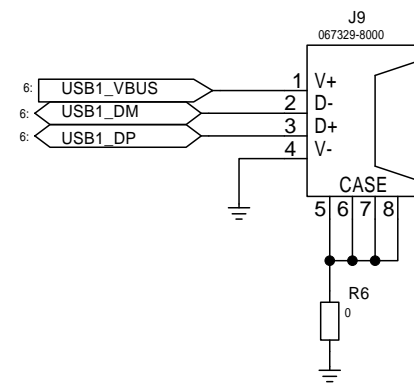 J9
067329-8000
6: USB1_VBUS 1 V+
6: USB1_DM 2 D-
6: USB1_DP 3 D+
4 V-
CASE
5 6 7 8
R6
0